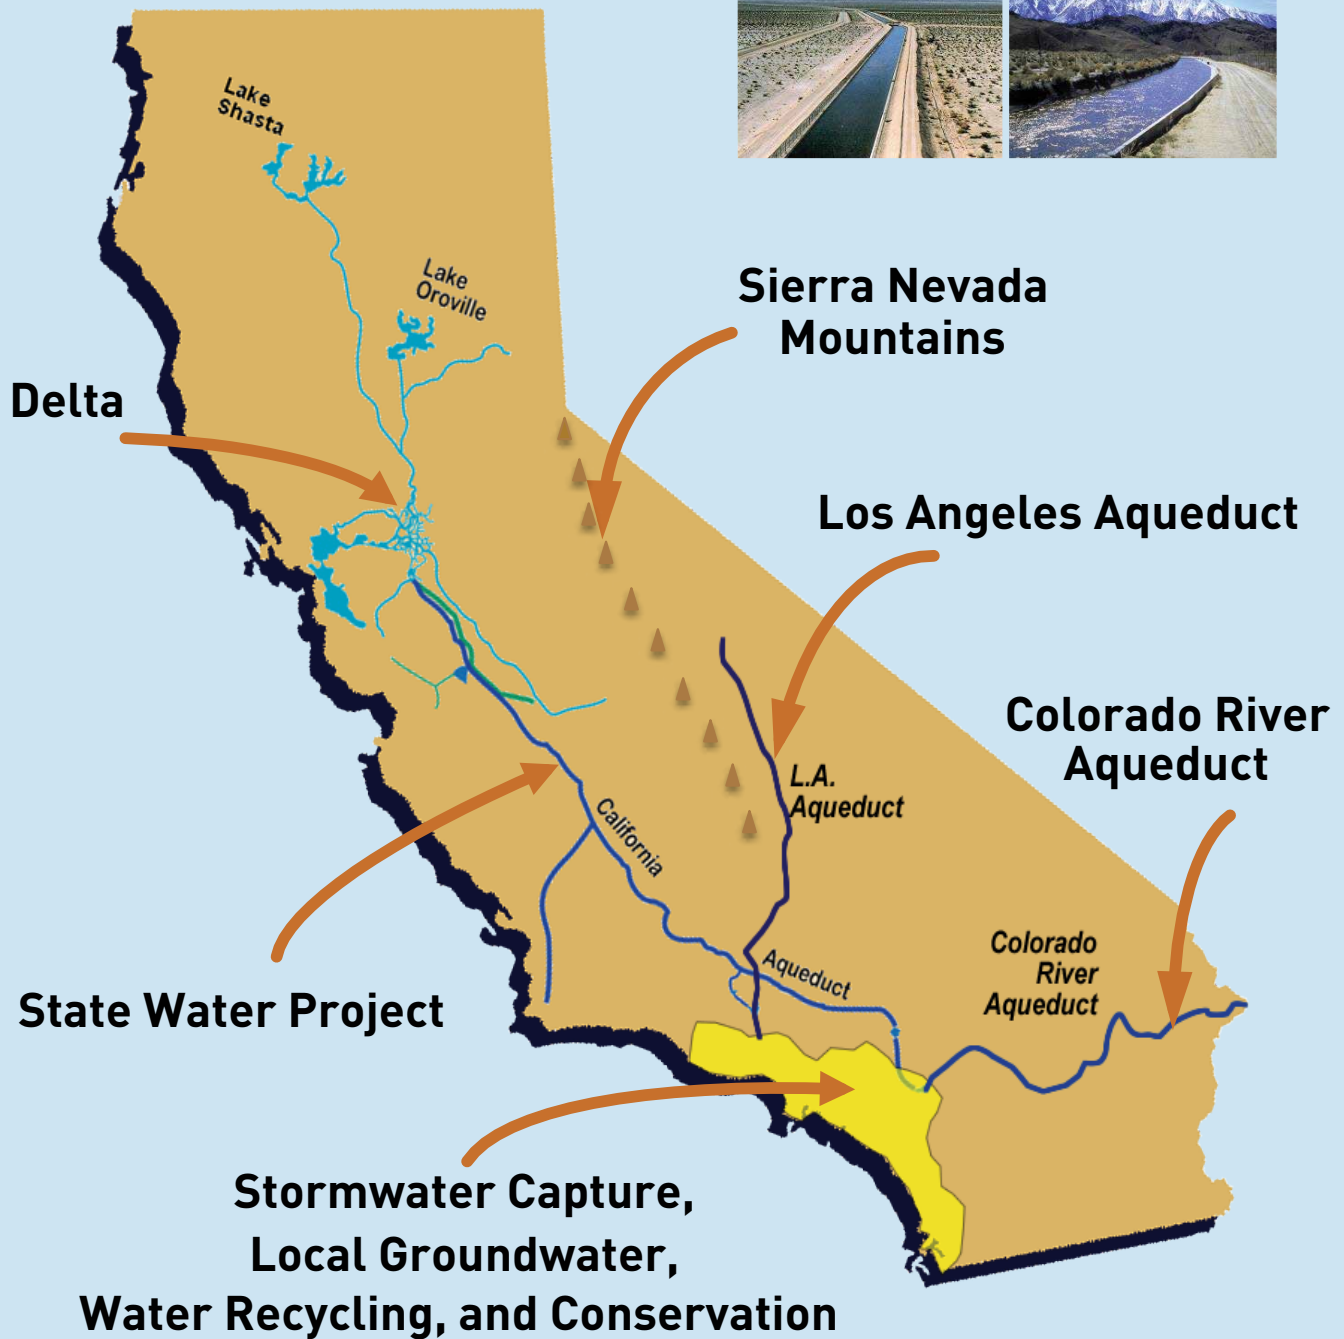 Lake
Shasta
Lake
Oroville
Sierra Nevada
Mountains
Delta
Los Angeles Aqueduct
Colorado River
Aqueduct
L.A.
Aqueduct
California
Aqueduct
Colorado
River
Aqueduct
State Water Project
Stormwater Capture,
Local Groundwater,
Water Recycling, and Conservation